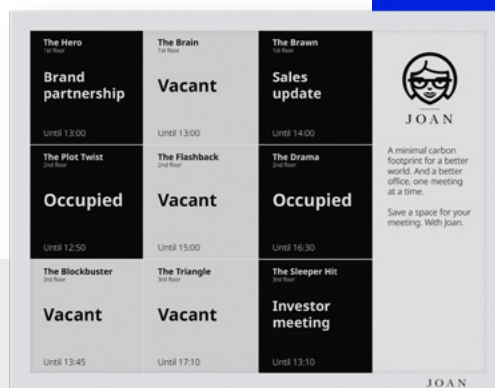 The Hero
1st floor
Brand
partnership
Until 13:00
The Brain
1st floor
Vacant
Until 13:00
The Brawn
1st floor
Sales
update
Until 14:00
The Plot Twist
2nd floor
Occupied
Until 12:50
The Flashback
2nd floor
Vacant
Until 15:00
The Drama
2nd floor
Occupied
Until 16:30
The Blockbuster
3rd floor
Vacant
Until 13:45
The Triangle
3rd floor
Vacant
Until 17:10
The Sleeper Hit
3rd floor
Investor
meeting
Until 13:10
JOAN
A minimal carbon
footprint for a better
world. And a better
office, one meeting
at a time.
Save a space for your
meeting. With Joan.
JOAN